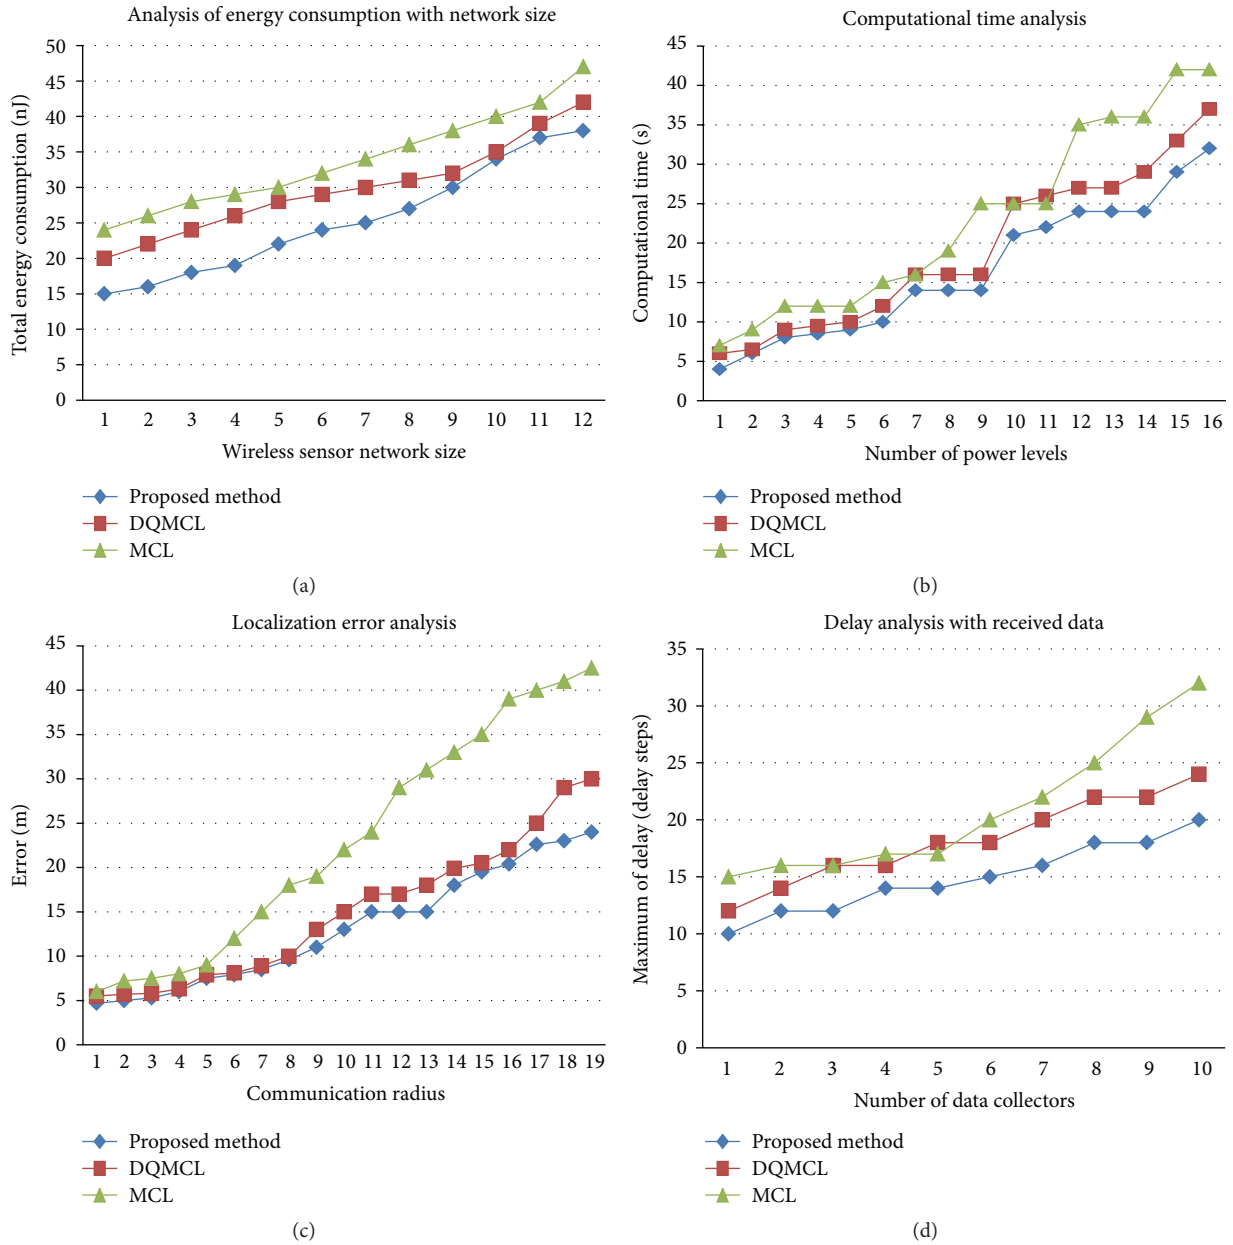 Analysis of energy consumption with network size
Total energy consumption (nJ)
50
45
40
35
30
25
20
15
10
5
0
1 2 3 4 5 6 7 8 9 10 11 12
Wireless sensor network size
Proposed method
DQMCL
MCL
(a)
Computational time analysis
Computational time (s)
45
40
35
30
25
20
15
10
5
0
1 2 3 4 5 6 7 8 9 10 11 12 13 14 15 16
Number of power levels
Proposed method
DQMCL
MCL
(b)
Localization error analysis
Error (m)
45
40
35
30
25
20
15
10
5
0
1 2 3 4 5 6 7 8 9 10 11 12 13 14 15 16 17 18 19
Communication radius
Proposed method
DQMCL
MCL
(c)
Delay analysis with received data
Maximum of delay (delay steps)
35
30
25
20
15
10
5
0
1 2 3 4 5 6 7 8 9 10
Number of data collectors
Proposed method
DQMCL
MCL
(d)